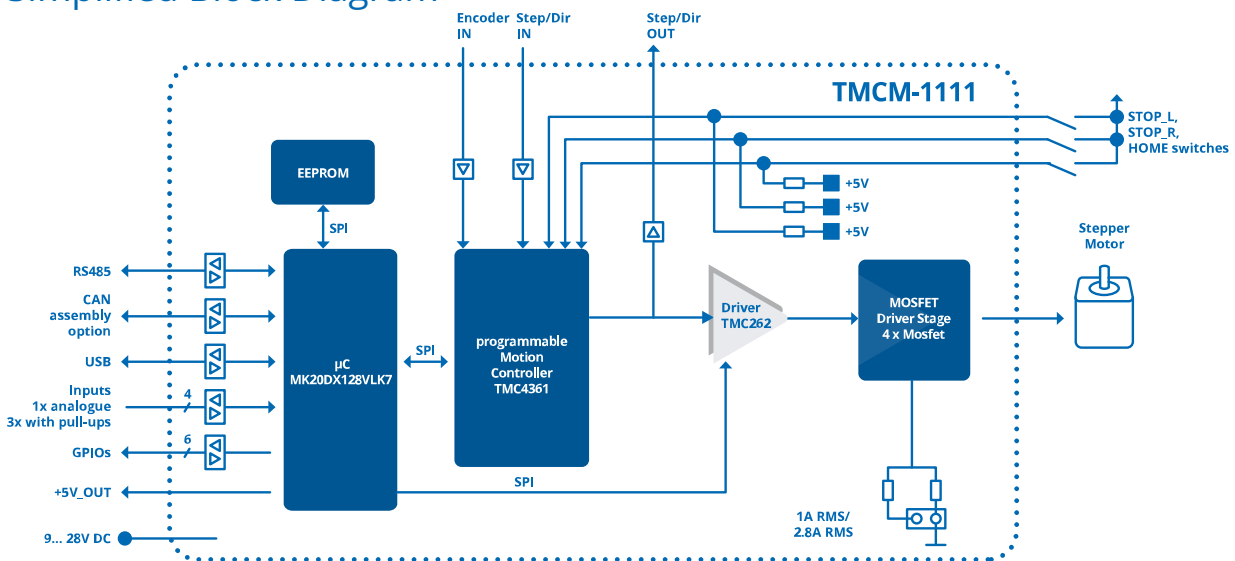 Simplified Block Diagram
Encoder
IN
Step/Dir
IN
Step/Dir
OUT
TMCM-1111
STOP_L,
STOP_R,
HOME switches
EEPROM
+5V
+5V
+5V
SPI
Stepper
Motor
RS485
CAN
assembly
option
USB
Inputs
1x analogue
3x with pull-ups
4
GPIOs
6
+5V_OUT
9... 28V DC
µC
MK20DX128VLK7
SPI
programmable
Motion
Controller
TMC4361
Driver
TMC262
MOSFET
Driver Stage
4 x Mosfet
SPI
1A RMS/
2.8A RMS